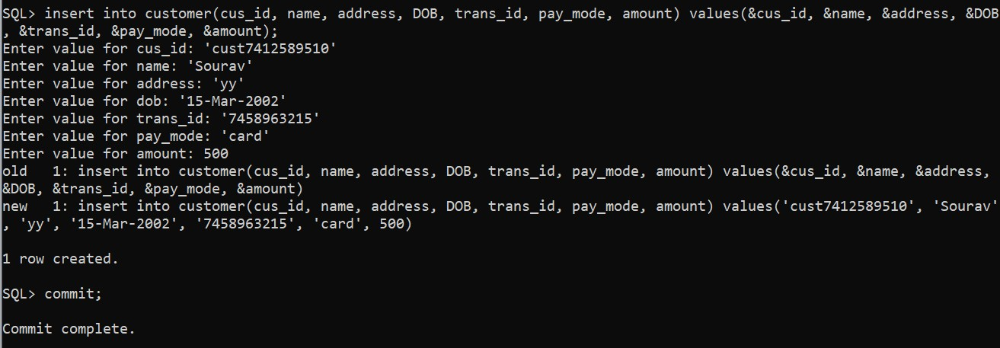 SQL> insert into customer(cus_id, name, address, DOB, trans_id, pay_mode, amount) values(&cus_id, &name, &address, &DOB
, &trans_id, &pay_mode, &amount);
Enter value for cus_id: 'cust7412589510'
Enter value for name: 'Sourav'
Enter value for address: 'yy'
Enter value for dob: '15-Mar-2002'
Enter value for trans_id: '7458963215'
Enter value for pay_mode: 'card'
Enter value for amount: 500
old   1: insert into customer(cus_id, name, address, DOB, trans_id, pay_mode, amount) values(&cus_id, &name, &address,
&DOB, &trans_id, &pay_mode, &amount)
new   1: insert into customer(cus_id, name, address, DOB, trans_id, pay_mode, amount) values('cust7412589510', 'Sourav'
, 'yy', '15-Mar-2002', '7458963215', 'card', 500)
1 row created.
SQL> commit;
Commit complete.